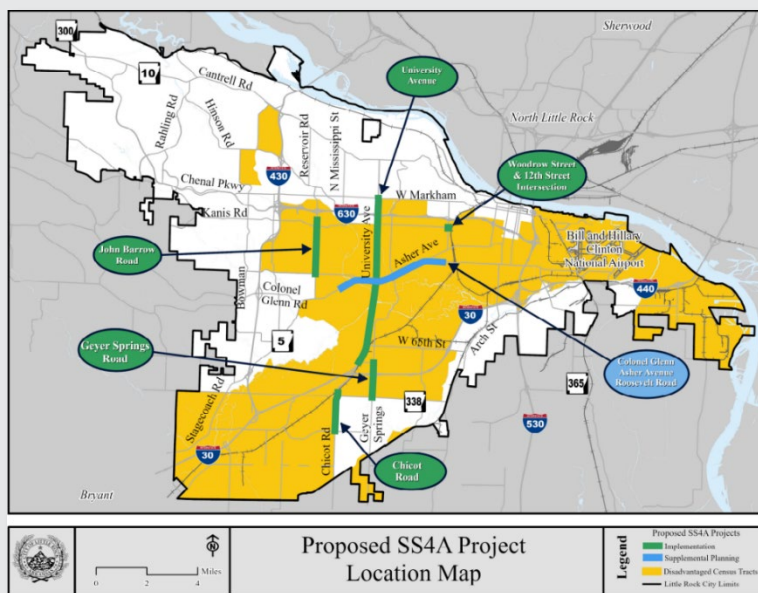 Sherwood
300
10
Cantrell Rd
University
Avenue
North Little Rock
Rahling Rd
Hinson Rd
Reservoir Rd
N Mississippi St
Woodrow Street
& 12th Street
Intersection
430
Chenal Pkwy
W Markham
Kanis Rd
630
University Ave
Asher Ave
Bill and Hillary
Clinton
National Airport
John Barrow
Road
Bowman
Colonel
Glenn Rd
440
30
5
Arch St
W 65th St
Geyer Springs
Road
Colonel Glenn
Asher Avenue
Roosevelt Road
365
338
Stagecoach Rd
30
Chicot Rd
Geyer
Springs
530
Chicot
Road
Bryant
N
0 2 4
Miles
Proposed SS4A Project
Location Map
Legend
Proposed SS4A Projects
Implementation
Supplemental Planning
Disadvantaged Census Tracts
Little Rock City Limits